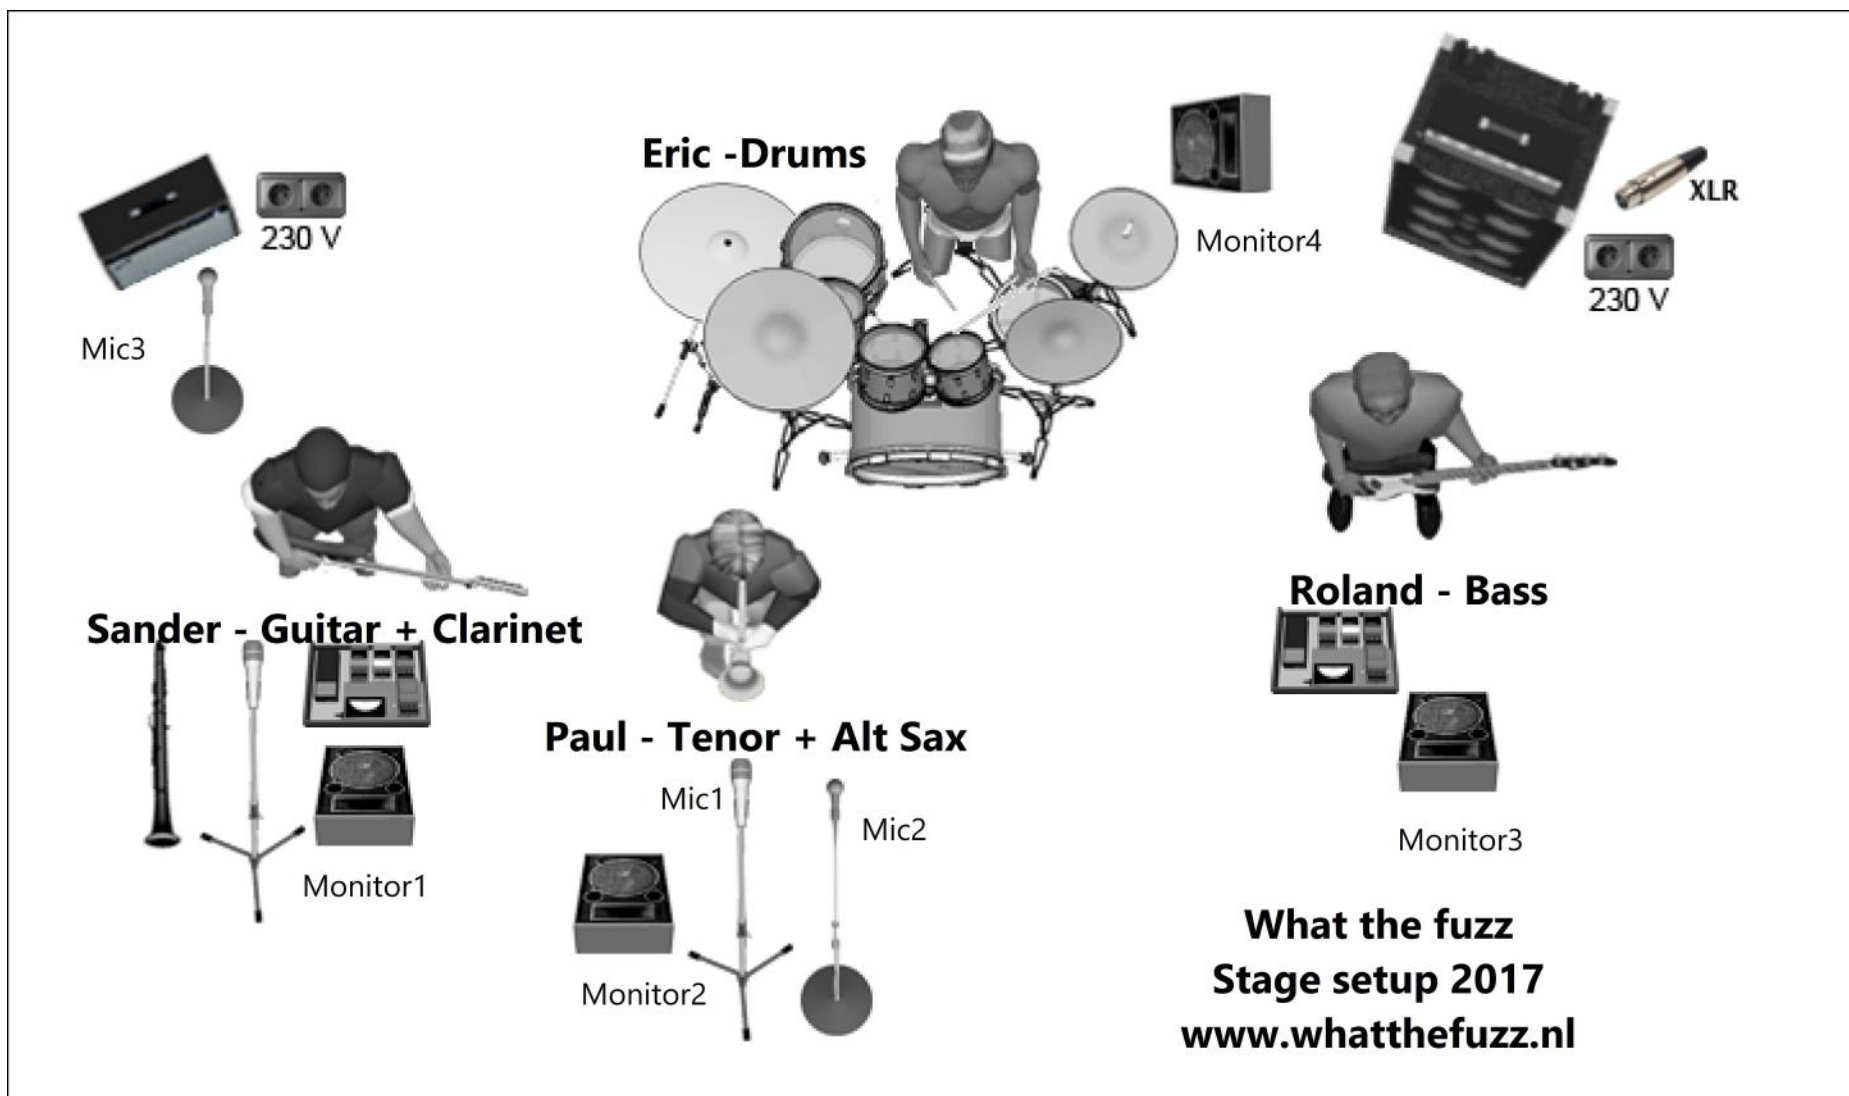 Eric -Drums
230 V
Monitor4
XLR
230 V
Mic3
Sander - Guitar + Clarinet
Roland - Bass
Paul - Tenor + Alt Sax
Mic1
Mic2
Monitor3
Monitor1
Monitor2
What the fuzz
Stage setup 2017
www.whatthefuzz.nl